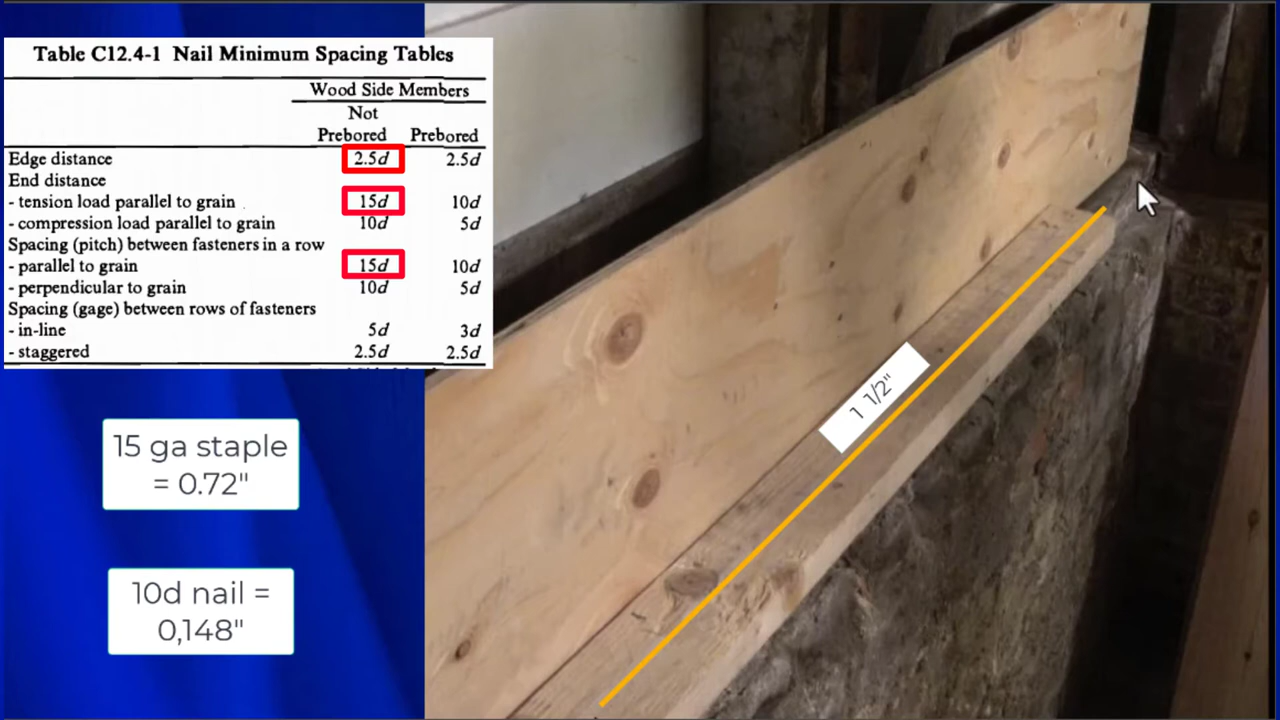 Table C12.4-1 Nail Minimum Spacing Tables
Wood Side Members
Not
Prebored Prebored
Edge distance 2.5d 2.5d
End distance
- tension load parallel to grain 15d 10d
- compression load parallel to grain 10d 5d
Spacing (pitch) between fasteners in a row
- parallel to grain 15d 10d
- perpendicular to grain 10d 5d
Spacing (gage) between rows of fasteners
- in-line 5d 3d
- staggered 2.5d 2.5d
15 ga staple
= 0.72"
10d nail =
0,148"
1 1/2"